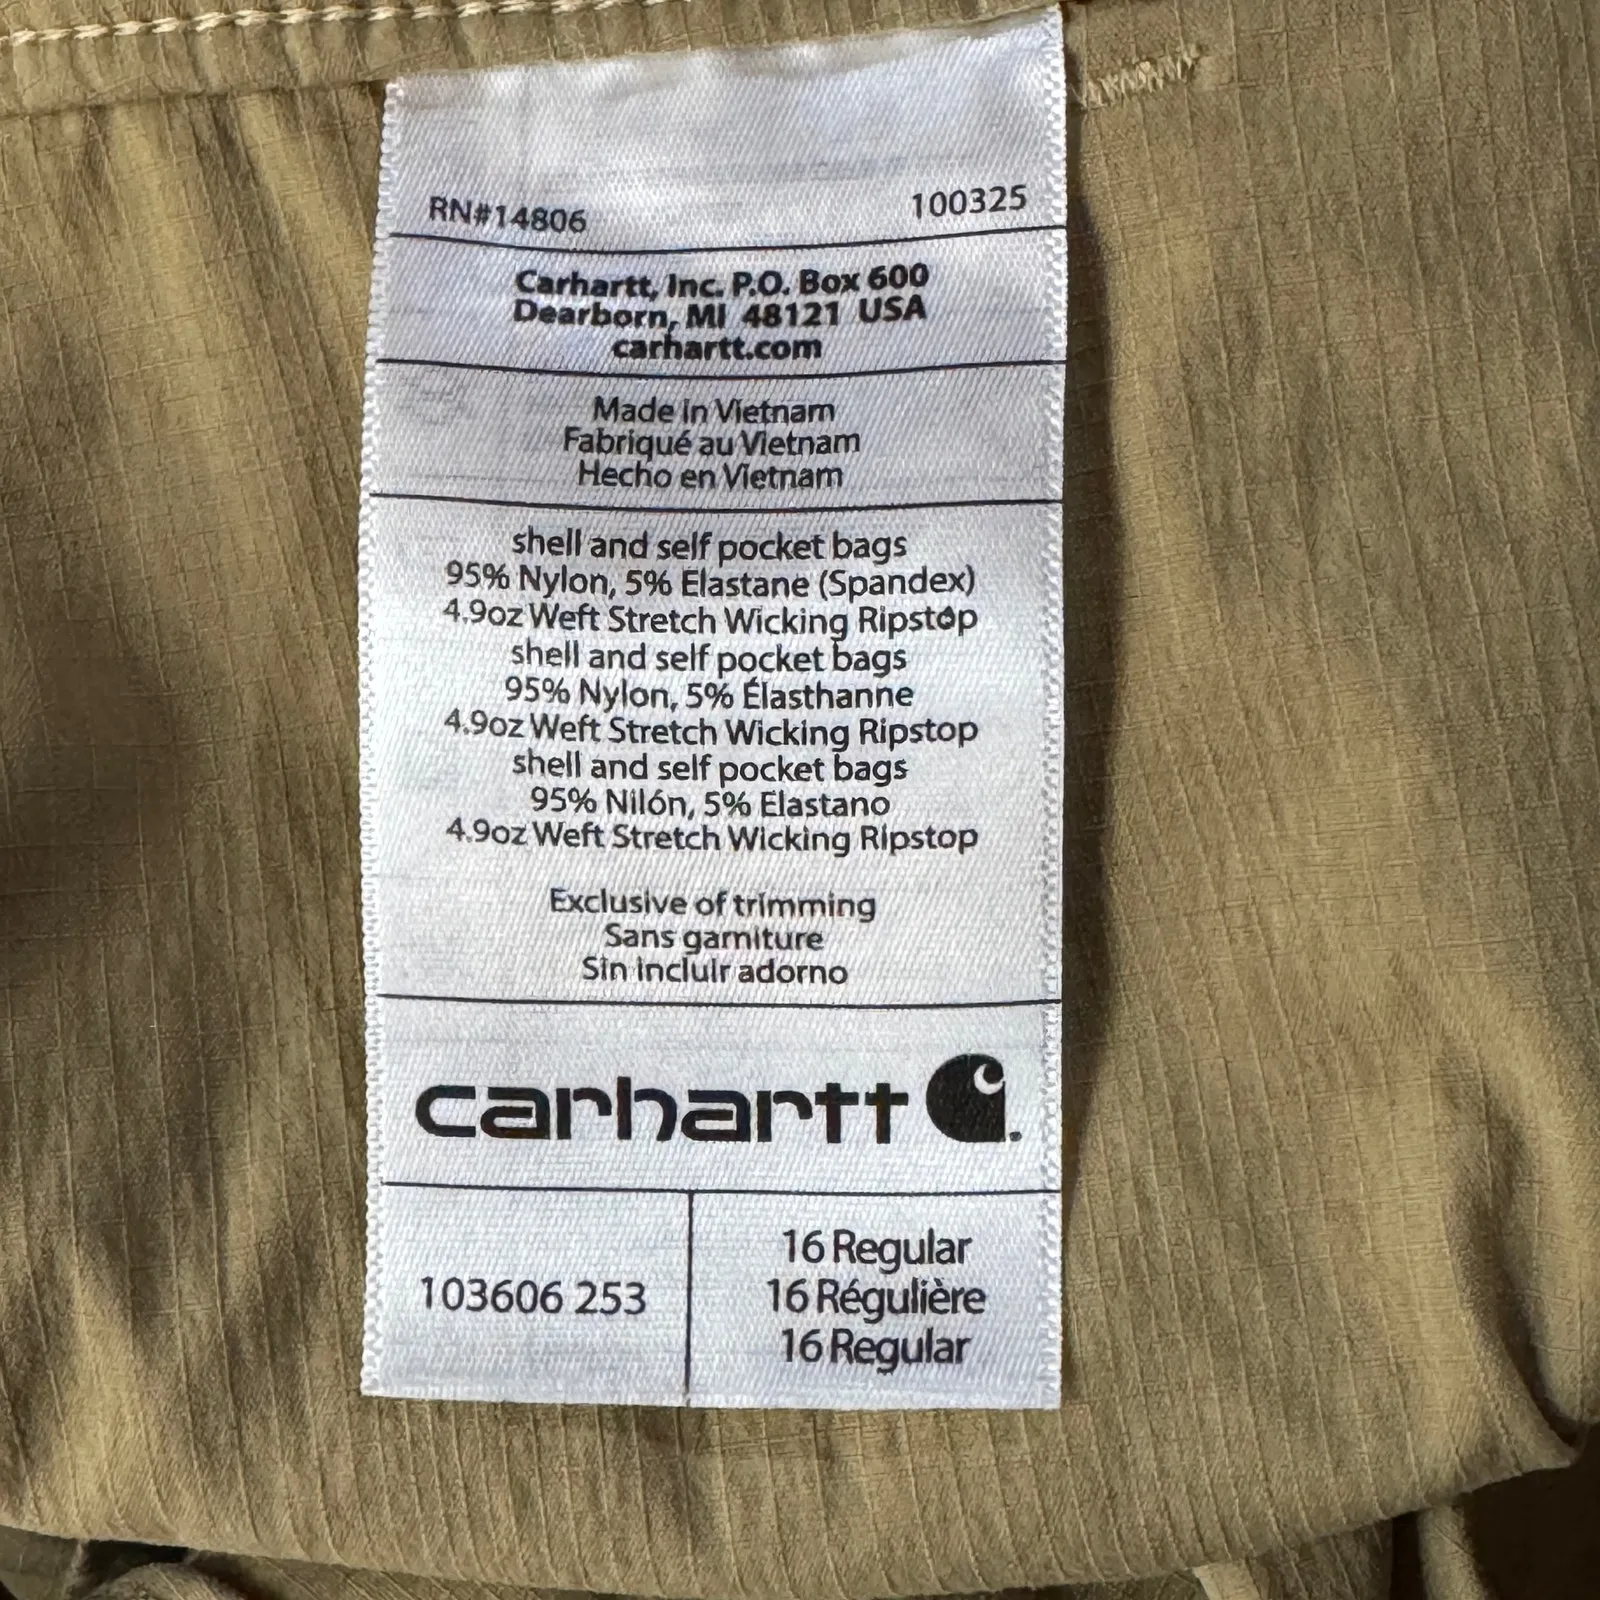 RN#14806 100325
Carhartt, Inc. P.O. Box 600
Dearborn, MI 48121 USA
carhartt.com
Made in Vietnam
Fabriqué au Vietnam
Hecho en Vietnam
shell and self pocket bags
95% Nylon, 5% Elastane (Spandex)
4.9oz Weft Stretch Wicking Ripstop
shell and self pocket bags
95% Nylon, 5% Élasthanne
4.9oz Weft Stretch Wicking Ripstop
shell and self pocket bags
95% Nilón, 5% Elastano
4.9oz Weft Stretch Wicking Ripstop
Exclusive of trimming
Sans garniture
Sin incluir adorno
carhartt
103606 253
16 Regular
16 Régulière
16 Regular